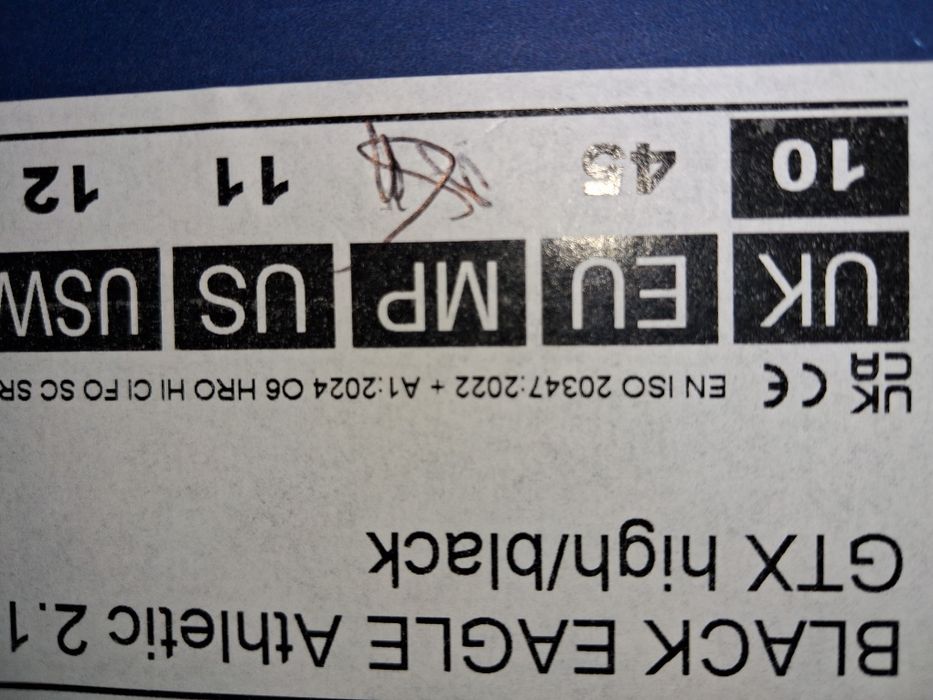 BLACK EAGLE Athletic 2.1
GTX high/black
UK CA CE EN ISO 20347:2022 + A1:2024 O6 HRO HI CI FO SC SR
UK EU MP US USW
10 45 11 12